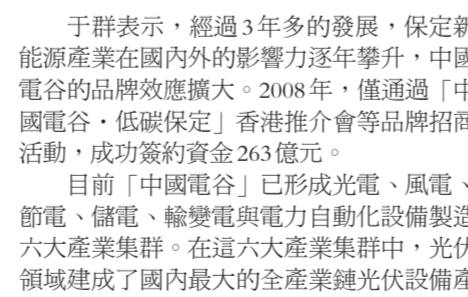 于群表示，經過3年多的發展，保定新
能源產業在國內外的影響力逐年攀升，中國
電谷的品牌效應擴大。2008年，僅通過「中
國電谷·低碳保定」香港推介會等品牌招商
活動，成功簽約資金263億元。
目前「中國電谷」已形成光電、風電、
節電、儲電、輸變電與電力自動化設備製造
六大產業集群。在這六大產業集群中，光伏
領域建成了國內最大的全產業鏈光伏設備產